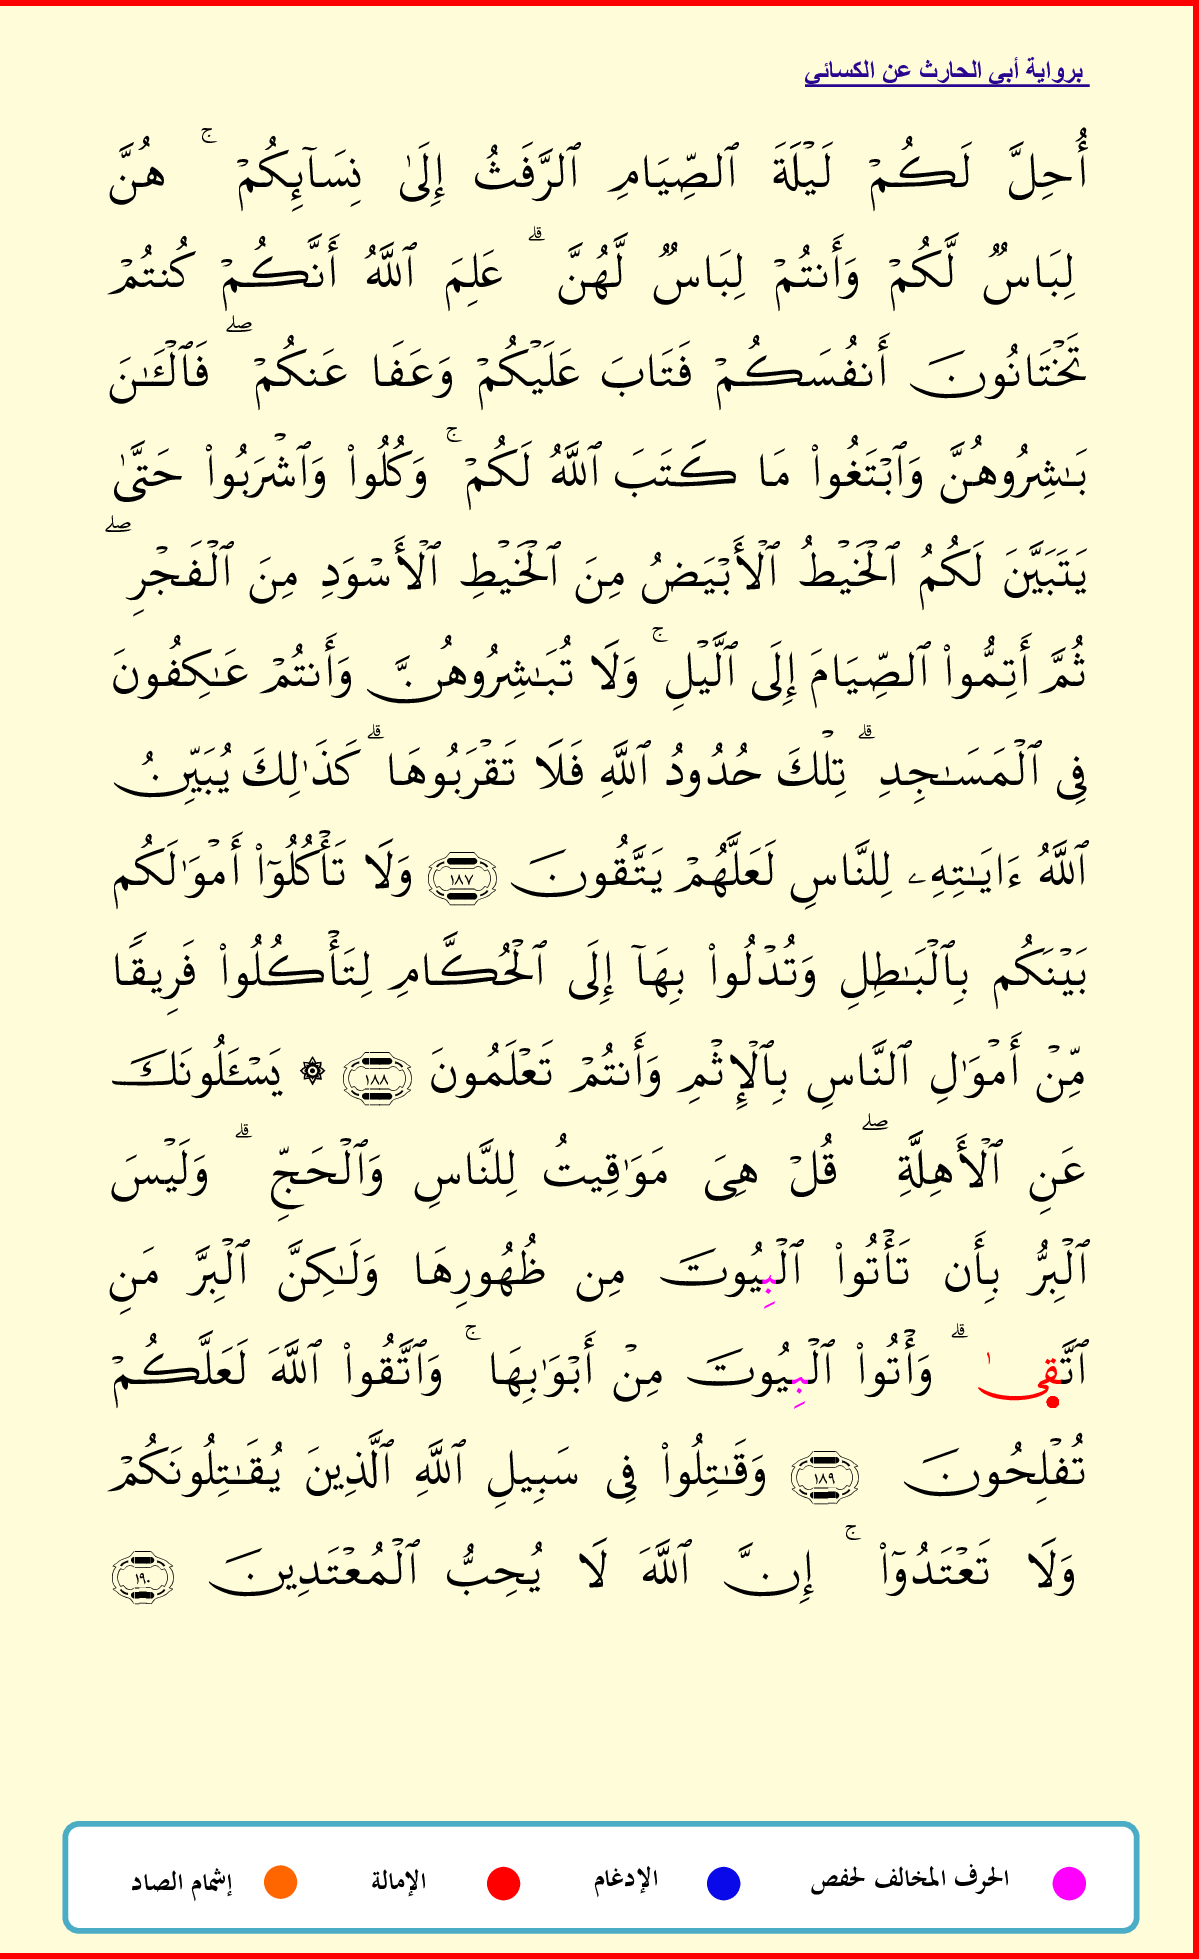 برواية أبي الحارث عن الكسائي
أُحِلَّ لَكُمۡ لَيۡلَةَ ٱلصِّيَامِ ٱلرَّفَثُ إِلَىٰ نِسَآئِكُمۡۚ هُنَّ
لِبَاسٞ لَّكُمۡ وَأَنتُمۡ لِبَاسٞ لَّهُنَّۗ عَلِمَ ٱللَّهُ أَنَّكُمۡ كُنتُمۡ
تَخۡتَانُونَ أَنفُسَكُمۡ فَتَابَ عَلَيۡكُمۡ وَعَفَا عَنكُمۡۖ فَٱلۡـَٰٔنَ
بَٰشِرُوهُنَّ وَٱبۡتَغُواْ مَا كَتَبَ ٱللَّهُ لَكُمۡۚ وَكُلُواْ وَٱشۡرَبُواْ حَتَّىٰ
يَتَبَيَّنَ لَكُمُ ٱلۡخَيۡطُ ٱلۡأَبۡيَضُ مِنَ ٱلۡخَيۡطِ ٱلۡأَسۡوَدِ مِنَ ٱلۡفَجۡرِۖ
ثُمَّ أَتِمُّواْ ٱلصِّيَامَ إِلَى ٱلَّيۡلِۚ وَلَا تُبَٰشِرُوهُنَّ وَأَنتُمۡ عَٰكِفُونَ
فِي ٱلۡمَسَٰجِدِۗ تِلۡكَ حُدُودُ ٱللَّهِ فَلَا تَقۡرَبُوهَاۗ كَذَٰلِكَ يُبَيِّنُ
ٱللَّهُ ءَايَٰتِهِۦ لِلنَّاسِ لَعَلَّهُمۡ يَتَّقُونَ ١٨٧ وَلَا تَأۡكُلُوٓاْ أَمۡوَٰلَكُم
بَيۡنَكُم بِٱلۡبَٰطِلِ وَتُدۡلُواْ بِهَآ إِلَى ٱلۡحُكَّامِ لِتَأۡكُلُواْ فَرِيقٗا
مِّنۡ أَمۡوَٰلِ ٱلنَّاسِ بِٱلۡإِثۡمِ وَأَنتُمۡ تَعۡلَمُونَ ١٨٨ ۞ يَسۡـَٔلُونَكَ
عَنِ ٱلۡأَهِلَّةِۖ قُلۡ هِيَ مَوَٰقِيتُ لِلنَّاسِ وَٱلۡحَجِّۗ وَلَيۡسَ
ٱلۡبِرُّ بِأَن تَأۡتُواْ ٱلۡبِيُوتَ مِن ظُهُورِهَا وَلَٰكِنَّ ٱلۡبِرَّ مَنِ
ٱتَّقىٰۗ وَأۡتُواْ ٱلۡبِيُوتَ مِنۡ أَبۡوَٰبِهَاۚ وَٱتَّقُواْ ٱللَّهَ لَعَلَّكُمۡ
تُفۡلِحُونَ ١٨٩ وَقَٰتِلُواْ فِي سَبِيلِ ٱللَّهِ ٱلَّذِينَ يُقَٰتِلُونَكُمۡ
وَلَا تَعۡتَدُوٓاْۚ إِنَّ ٱللَّهَ لَا يُحِبُّ ٱلۡمُعۡتَدِينَ ١٩٠
الحرف المخالف لحفص الإدغام الإمالة إشمام الصاد